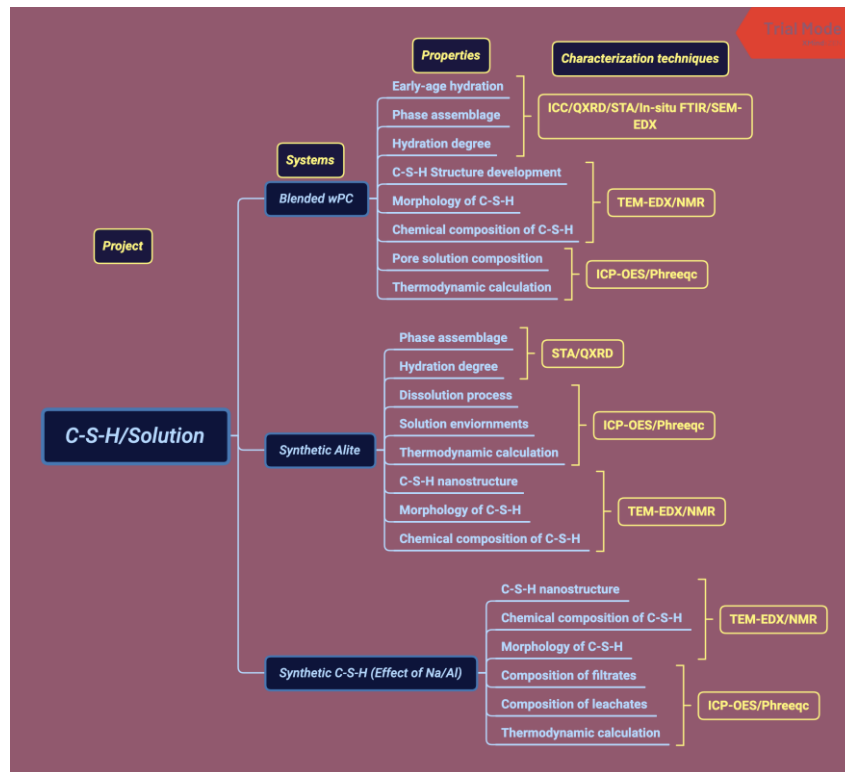 Trial Mode
Properties
Characterization techniques
Early-age hydration
Phase assemblage
Hydration degree
ICC/QXRD/STA/In-situ FTIR/SEM-
EDX
Systems
Blended wPC
C-S-H Structure development
Morphology of C-S-H
Chemical composition of C-S-H
TEM-EDX/NMR
Project
Pore solution composition
Thermodynamic calculation
ICP-OES/Phreeqc
Phase assemblage
Hydration degree
STA/QXRD
C-S-H/Solution
Synthetic Alite
Dissolution process
Solution enviornments
Thermodynamic calculation
ICP-OES/Phreeqc
C-S-H nanostructure
Morphology of C-S-H
Chemical composition of C-S-H
TEM-EDX/NMR
C-S-H nanostructure
Chemical composition of C-S-H
Morphology of C-S-H
TEM-EDX/NMR
Synthetic C-S-H (Effect of Na/Al)
Composition of filtrates
Composition of leachates
Thermodynamic calculation
ICP-OES/Phreeqc